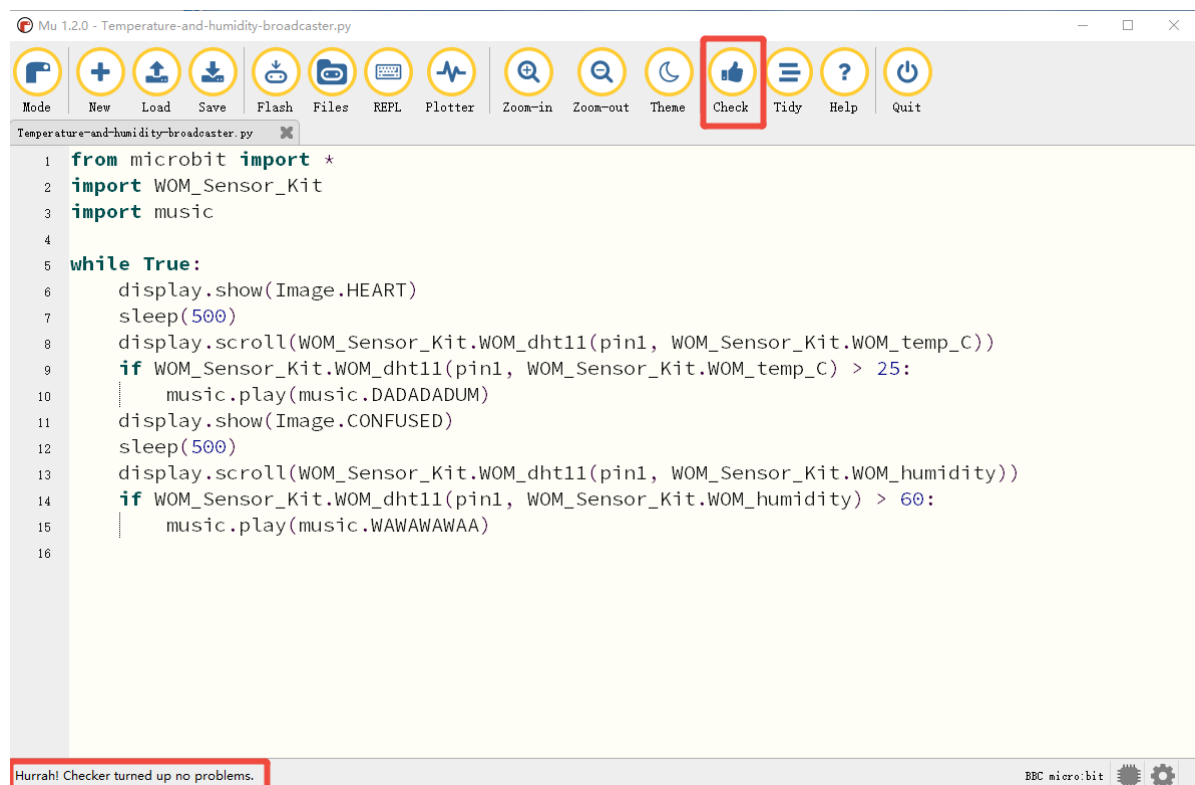 Mu 1.2.0 - Temperature-and-humidity-broadcaster.py
Mode New Load Save Flash Files REPL Plotter Zoom-in Zoom-out Theme Check Tidy Help Quit
Temperature-and-humidity-broadcaster.py
1 from microbit import *
2 import WOM_Sensor_Kit
3 import music
4
5 while True:
6     display.show(Image.HEART)
7     sleep(500)
8     display.scroll(WOM_Sensor_Kit.WOM_dht11(pin1, WOM_Sensor_Kit.WOM_temp_C))
9     if WOM_Sensor_Kit.WOM_dht11(pin1, WOM_Sensor_Kit.WOM_temp_C) > 25:
10         music.play(music.DADADADUM)
11     display.show(Image.CONFUSED)
12     sleep(500)
13     display.scroll(WOM_Sensor_Kit.WOM_dht11(pin1, WOM_Sensor_Kit.WOM_humidity))
14     if WOM_Sensor_Kit.WOM_dht11(pin1, WOM_Sensor_Kit.WOM_humidity) > 60:
15         music.play(music.WAWAWAWAA)
16
Hurrah! Checker turned up no problems. BBC micro:bit